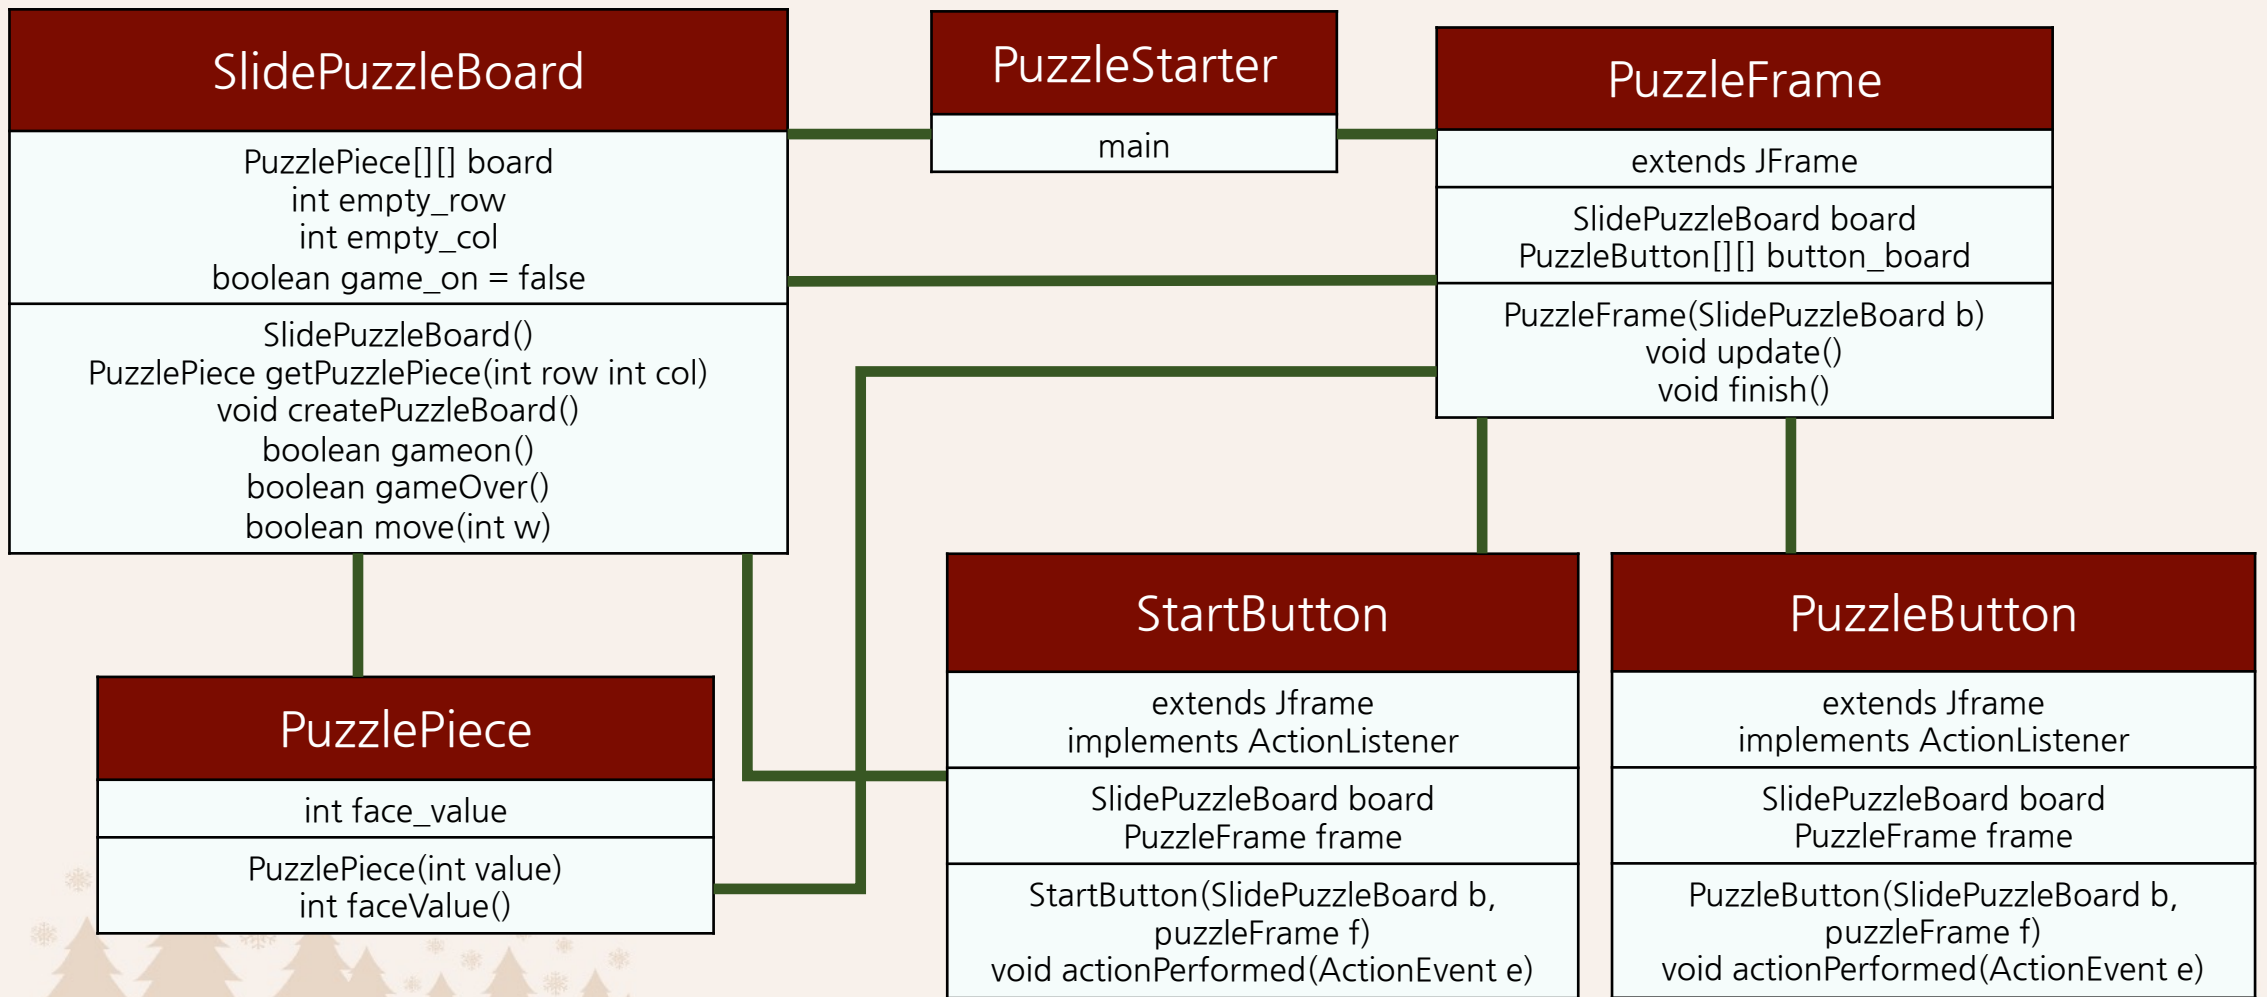 SlidePuzzleBoard
PuzzlePiece[][] board
int empty_row
int empty_col
boolean game_on = false
SlidePuzzleBoard()
PuzzlePiece getPuzzlePiece(int row int col)
void createPuzzleBoard()
boolean gameon()
boolean gameOver()
boolean move(int w)
PuzzleStarter
main
PuzzleFrame
extends JFrame
SlidePuzzleBoard board
PuzzleButton[][] button_board
PuzzleFrame(SlidePuzzleBoard b)
void update()
void finish()
PuzzlePiece
int face_value
PuzzlePiece(int value)
int faceValue()
StartButton
extends Jframe
implements ActionListener
SlidePuzzleBoard board
PuzzleFrame frame
StartButton(SlidePuzzleBoard b,
puzzleFrame f)
void actionPerformed(ActionEvent e)
PuzzleButton
extends Jframe
implements ActionListener
SlidePuzzleBoard board
PuzzleFrame frame
PuzzleButton(SlidePuzzleBoard b,
puzzleFrame f)
void actionPerformed(ActionEvent e)